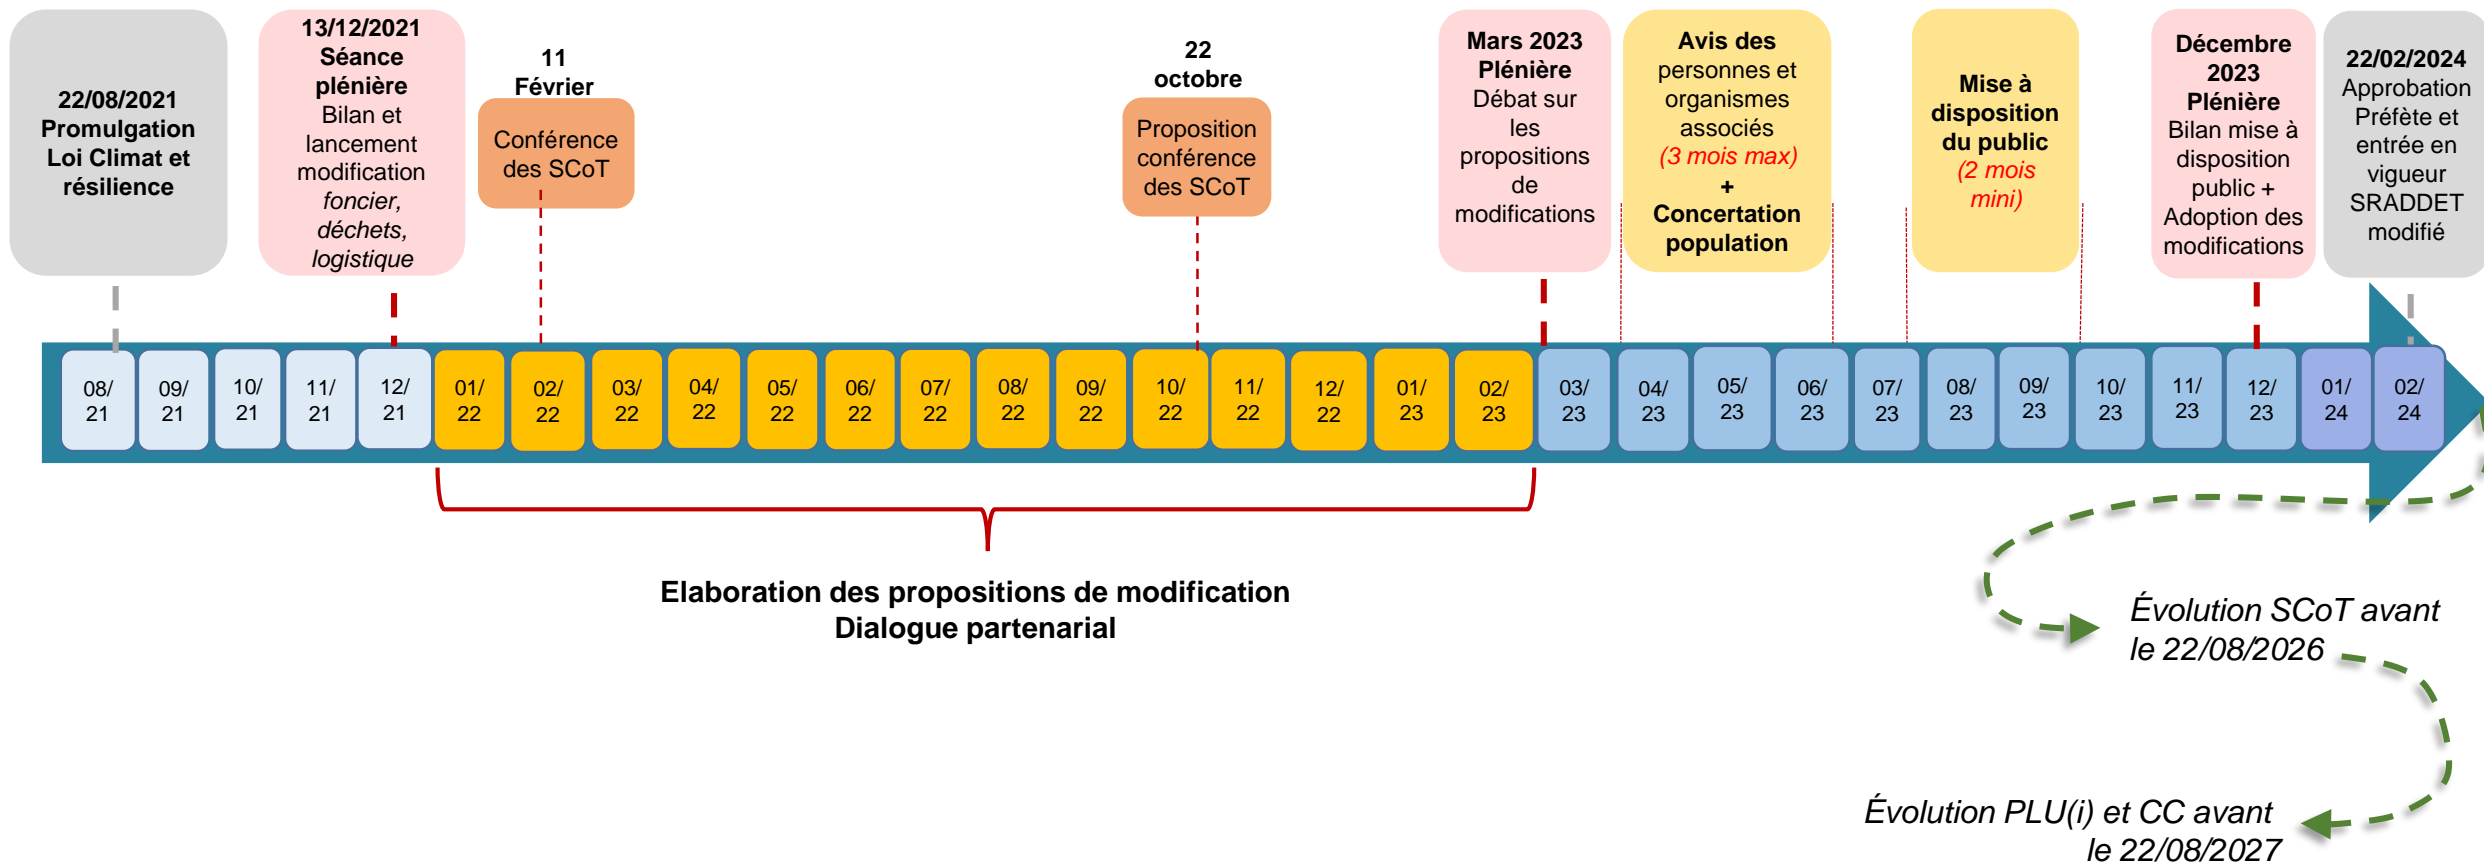 22/08/2021
Promulgation
Loi Climat et
résilience
13/12/2021
Séance
plénière
Bilan et
lancement
modification
foncier,
déchets,
logistique
11
Février
Conférence
des SCoT
22
octobre
Proposition
conférence
des SCoT
Mars 2023
Plénière
Débat sur
les
propositions
de
modifications
Avis des
personnes et
organismes
associés
(3 mois max)
+
Concertation
population
Mise à
disposition
du public
(2 mois
mini)
Décembre
2023
Plénière
Bilan mise à
disposition
public +
Adoption des
modifications
22/02/2024
Approbation
Préfète et
entrée en
vigueur
SRADDET
modifié
08/
21
09/
21
10/
21
11/
21
12/
21
01/
22
02/
22
03/
22
04/
22
05/
22
06/
22
07/
22
08/
22
09/
22
10/
22
11/
22
12/
22
01/
23
02/
23
03/
23
04/
23
05/
23
06/
23
07/
23
08/
23
09/
23
10/
23
11/
23
12/
23
01/
24
02/
24
Elaboration des propositions de modification
Dialogue partenarial
Évolution SCoT avant
le 22/08/2026
Évolution PLU(i) et CC avant
le 22/08/2027